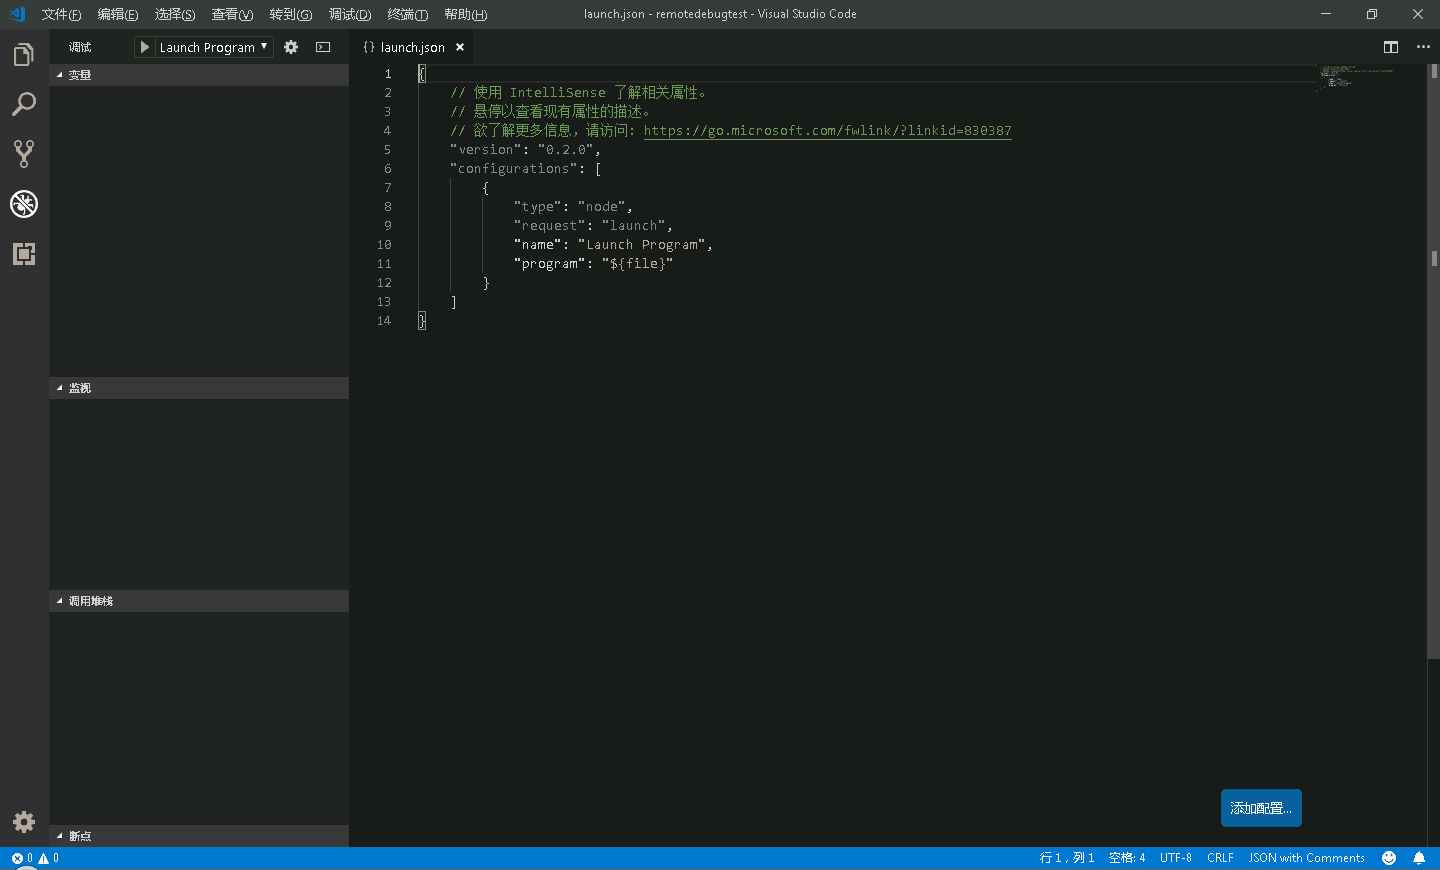 文件(F) 编辑(E) 选择(S) 查看(V) 转到(G) 调试(D) 终端(T) 帮助(H) launch.json - remotedebugtest - Visual Studio Code
调试 Launch Program
{} launch.json
变量
监视
调用堆栈
断点
1 {
2 // 使用 IntelliSense 了解相关属性。
3 // 悬停以查看现有属性的描述。
4 // 欲了解更多信息，请访问: https://go.microsoft.com/fwlink/?linkid=830387
5 "version": "0.2.0",
6 "configurations": [
7 {
8 "type": "node",
9 "request": "launch",
10 "name": "Launch Program",
11 "program": "${file}"
12 }
13 ]
14 }
添加配置...
0 0 行 1，列 1 空格: 4 UTF-8 CRLF JSON with Comments